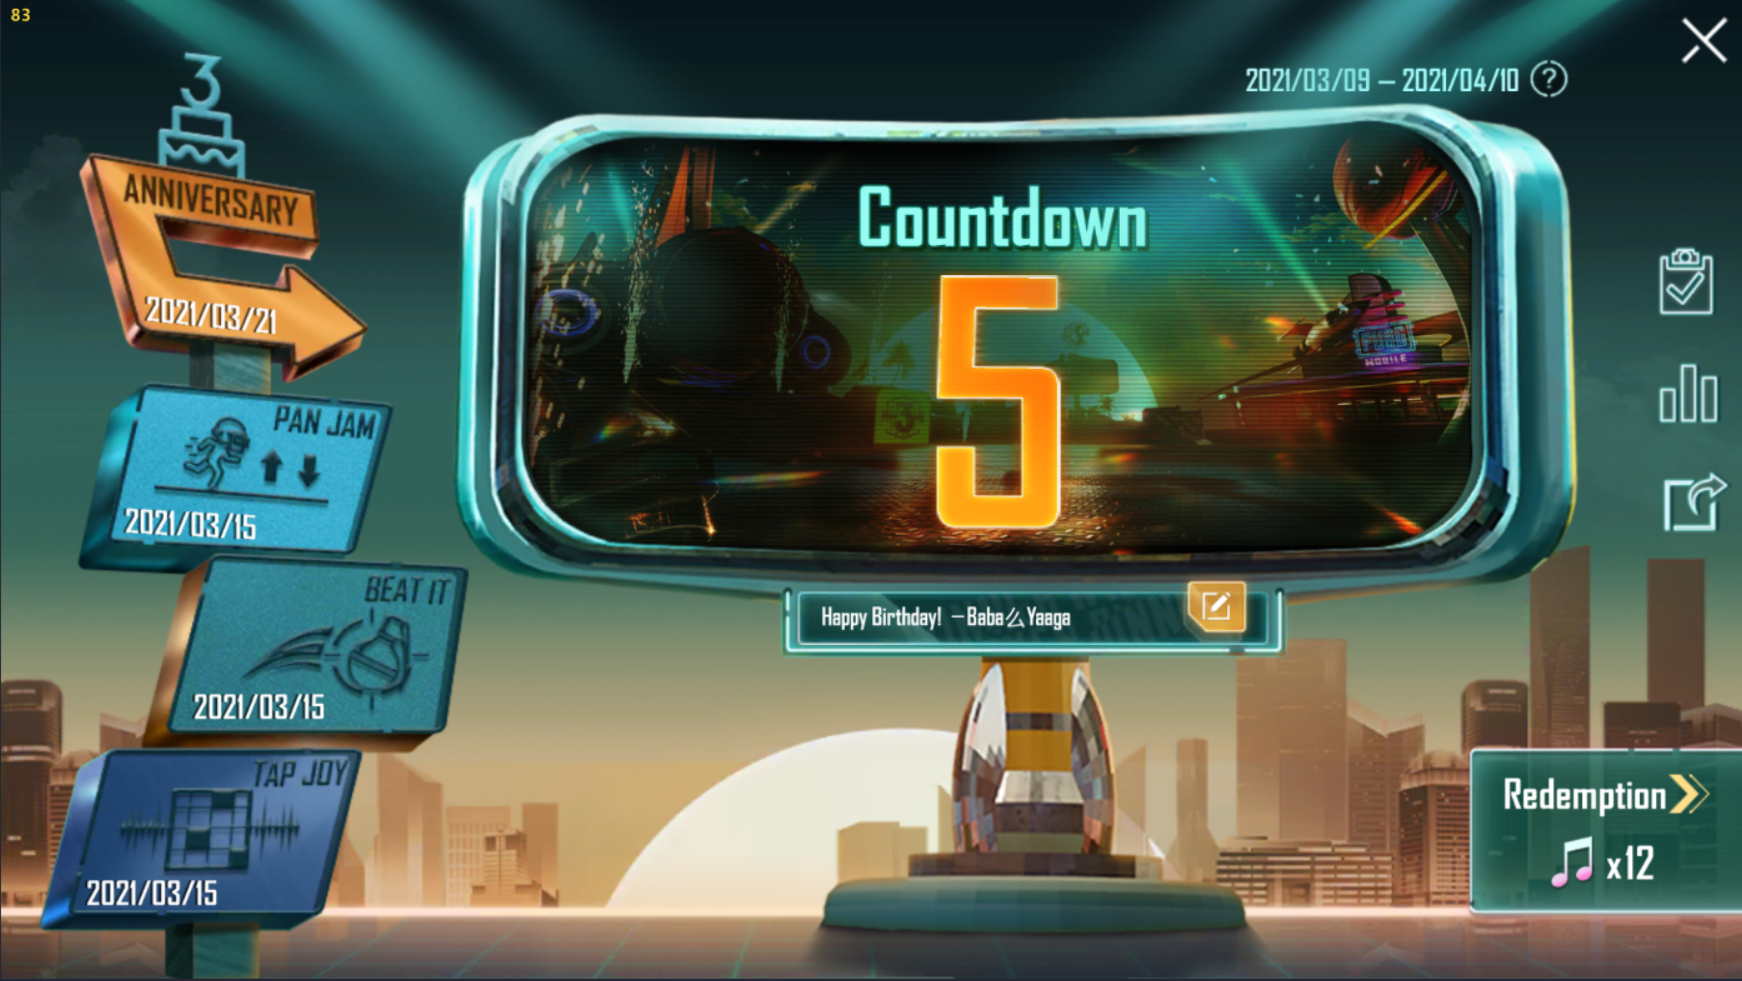 83
2021/03/09 – 2021/04/10 ?
3
ANNIVERSARY
2021/03/21
Countdown
5
PUBG
MOBILE
PAN JAM
2021/03/15
BEAT IT
2021/03/15
Happy Birthday! –Baba么Yaaga
TAP JOY
2021/03/15
Redemption
x12